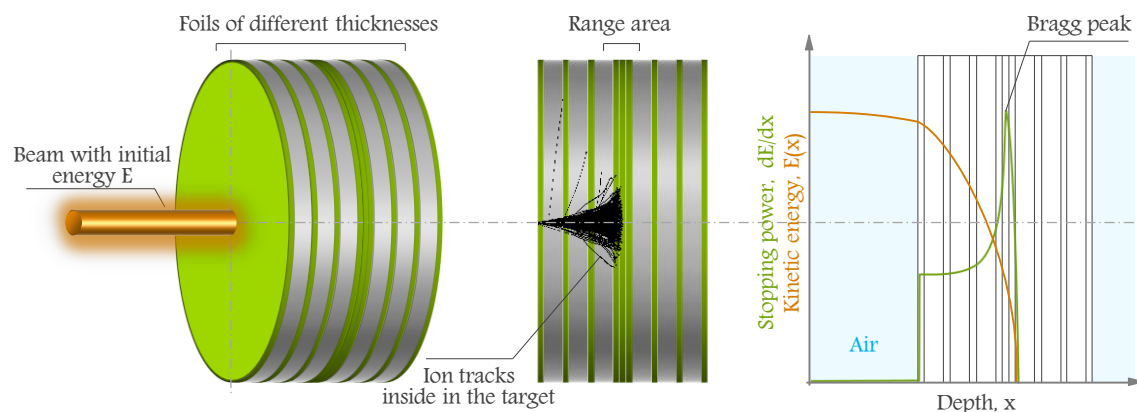 Foils of different thicknesses
Range area
Bragg peak
Beam with initial
energy E
Stopping power, dE/dx
Kinetic energy, E(x)
Air
Ion tracks
inside in the target
Depth, x